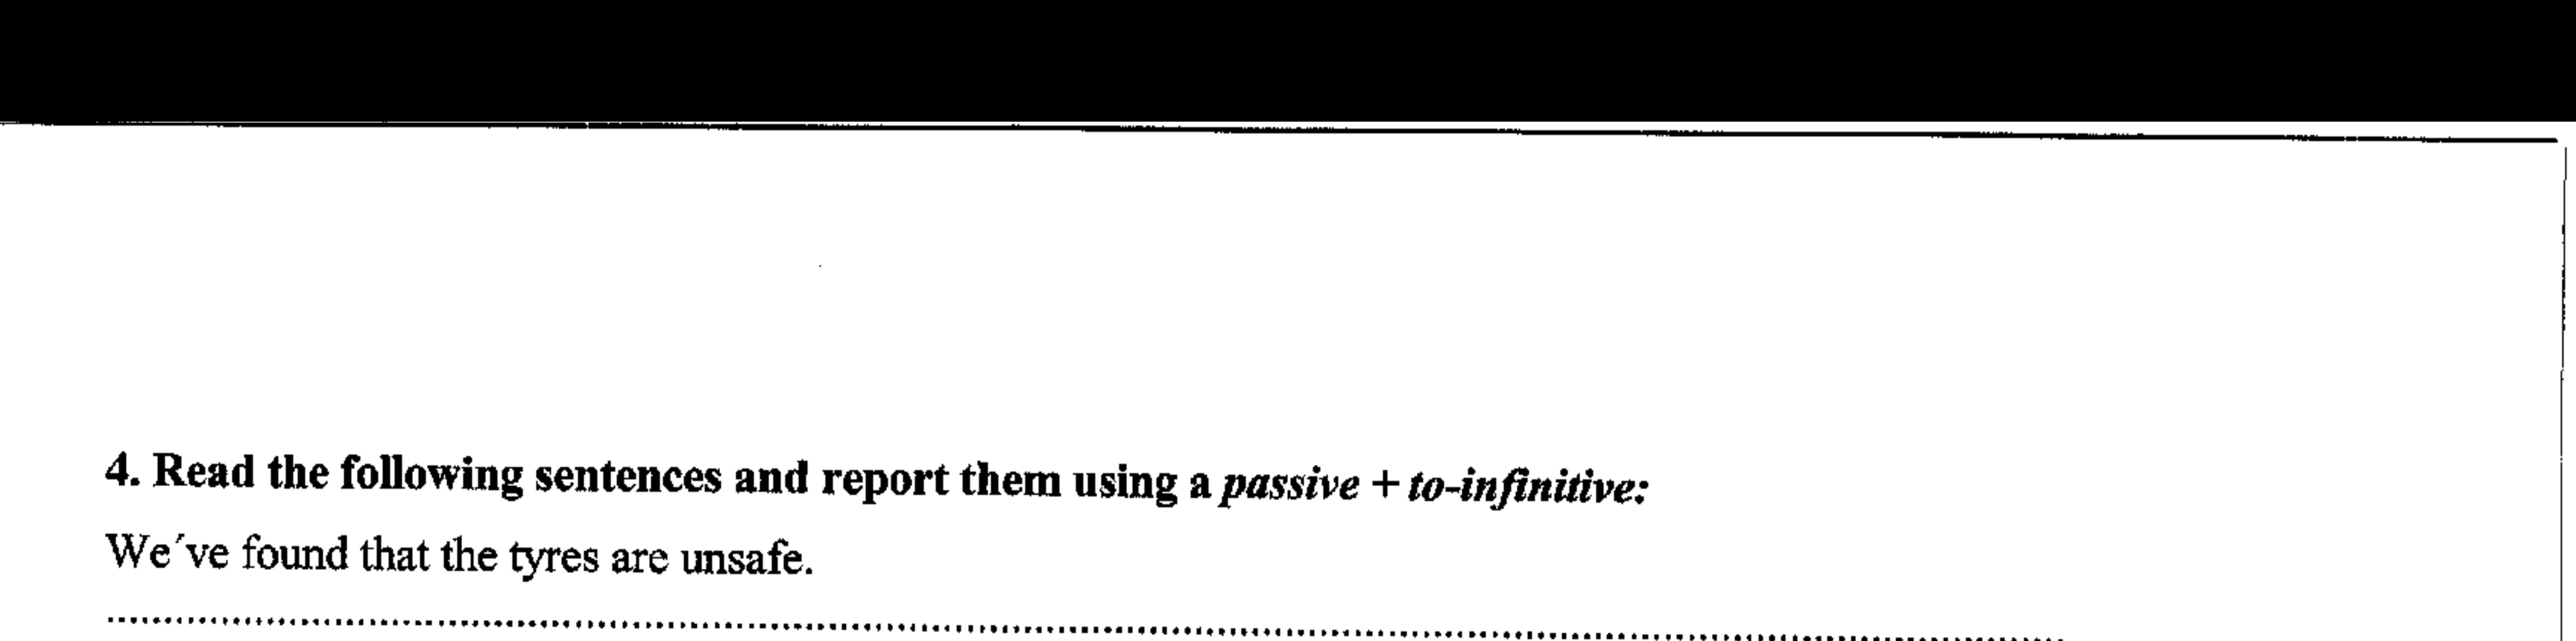 4. Read the following sentences and report them using a passive + to-infinitive:
We´ve found that the tyres are unsafe.
................................................................................